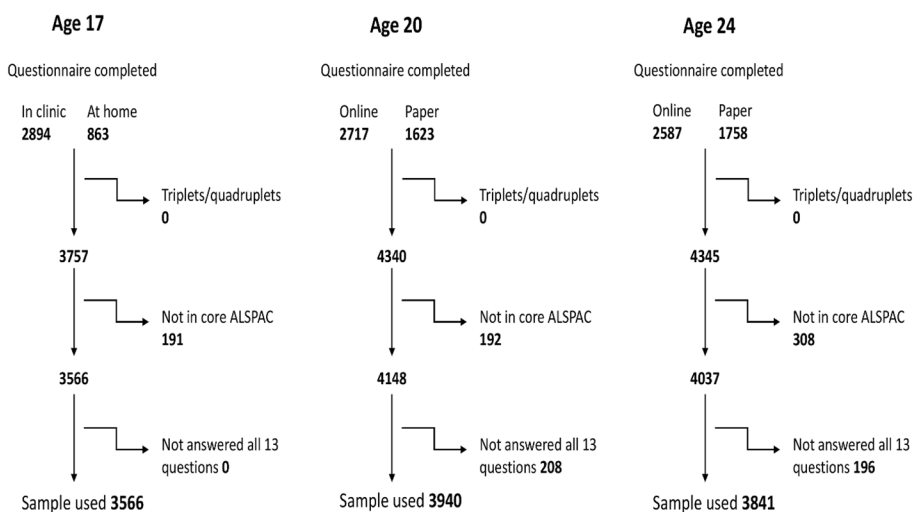 Age 17
Questionnaire completed
In clinic At home
2894 863
Triplets/quadruplets
0
3757
Not in core ALSPAC
191
3566
Not answered all 13
questions 0
Sample used 3566
Age 20
Questionnaire completed
Online Paper
2717 1623
Triplets/quadruplets
0
4340
Not in core ALSPAC
192
4148
Not answered all 13
questions 208
Sample used 3940
Age 24
Questionnaire completed
Online Paper
2587 1758
Triplets/quadruplets
0
4345
Not in core ALSPAC
308
4037
Not answered all 13
questions 196
Sample used 3841